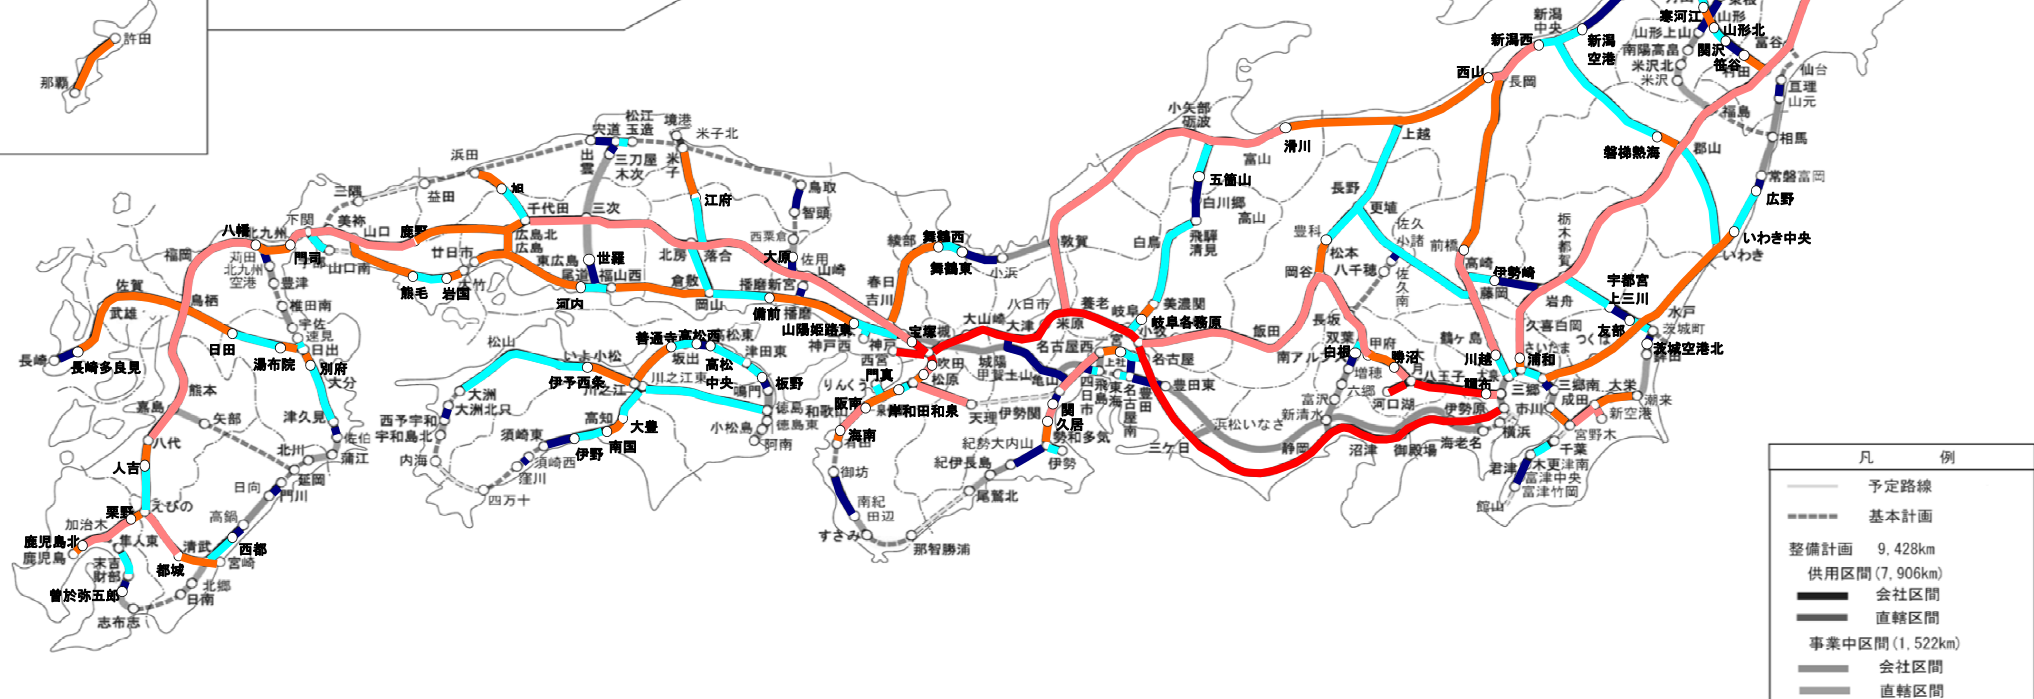 許田
那覇
新潟
中央
新潟西
新潟
空港
寒河江
山形
山形上山
山形北
南陽高畠
関沢
米沢北
笹谷
村田
米沢
富谷
仙台
亘理
山元
西山
長岡
福島
相馬
小矢部
砺波
上越
富山
滑川
磐梯熱海
郡山
常磐富岡
広野
いわき中央
いわき
松江
玉造
宍道
境港
米子北
浜田
出雲
三刀屋
木次
米子
三隅
益田
旭
江府
鳥取
智頭
五箇山
白川郷
高山
長野
更埴
佐久
小諸
栃木都賀
下関
美祢
山口
鹿野
千代田
三次
西粟倉
綾部
舞鶴西
敦賀
白鳥
飛騨
清見
豊科
松本
前橋
八幡
北九州
福岡
門司
苅田
北九州
空港
山口南
廿日市
広島北
広島
東広島
世羅
北房
落合
大原
佐用
山崎
舞鶴東
小浜
岡谷
八千穂
佐久南
高崎
伊勢崎
宇都宮
上三川
佐賀
豊津
熊毛
岩国
大竹
尾道
福山西
河内
倉敷
岡山
播磨新宮
備前
播磨
春日
吉川
八日市
養老
岐阜
美濃関
藤岡
岩舟
水戸
茨城町
友部
武雄
鳥栖
椎田南
宇佐
速見
日出
山陽姫路東
宝塚
大山崎
大津
米原
岐阜各務原
小牧
飯田
長坂
双葉
久喜白岡
つくば
茨城空港北
鉾田
長崎
長崎多良見
日田
湯布院
別府
大分
松山
いよ小松
善通寺
高松西
高松東
神戸西
神戸
西宮
吹田
城陽
名古屋西
一宮
名古屋
南アルプス
白根
甲府
勝沼
大月
鶴ヶ島
川越
さいたま
浦和
伊予西条
川之江
坂出
川之江東
高松
中央
津田東
鳴門
板野
りんくう
門真
松原
甲賀土山
亀山
四日市
飛島
東海
上社
名古屋南
豊田
豊田東
増穂
六郷
河口湖
八王子
調布
大泉
三郷
三郷南
成田
大栄
潮来
新空港
熊本
嘉島
矢部
津久見
佐伯
大洲
大洲北只
西予宇和
宇和島北
高知
大豊
小松島
徳島
徳島東
阿南
阪南
岸和田和泉
天理
伊勢関
関
久居
富沢
新清水
伊勢原
市川
八代
人吉
北川
蒲江
内海
須崎東
伊野
南国
海南
有田
紀勢大内山
勢和多気
伊勢
三ケ日
浜松いなさ
静岡
沼津
御殿場
海老名
横浜
宮野木
千葉
延岡
門川
日向
須崎西
窪川
四万十
御坊
紀伊長島
尾鷲北
君津
木更津南
富津中央
富津竹岡
館山
えびの
栗野
加治木
鹿児島北
鹿児島
高鍋
西都
清武
宮崎
隼人東
末吉
財部
都城
南紀
田辺
すさみ
那智勝浦
曽於弥五郎
北郷
日南
志布志
凡 例
予定路線
基本計画
整備計画 9,428km
供用区間(7,906km)
会社区間
直轄区間
事業中区間(1,522km)
会社区間
直轄区間